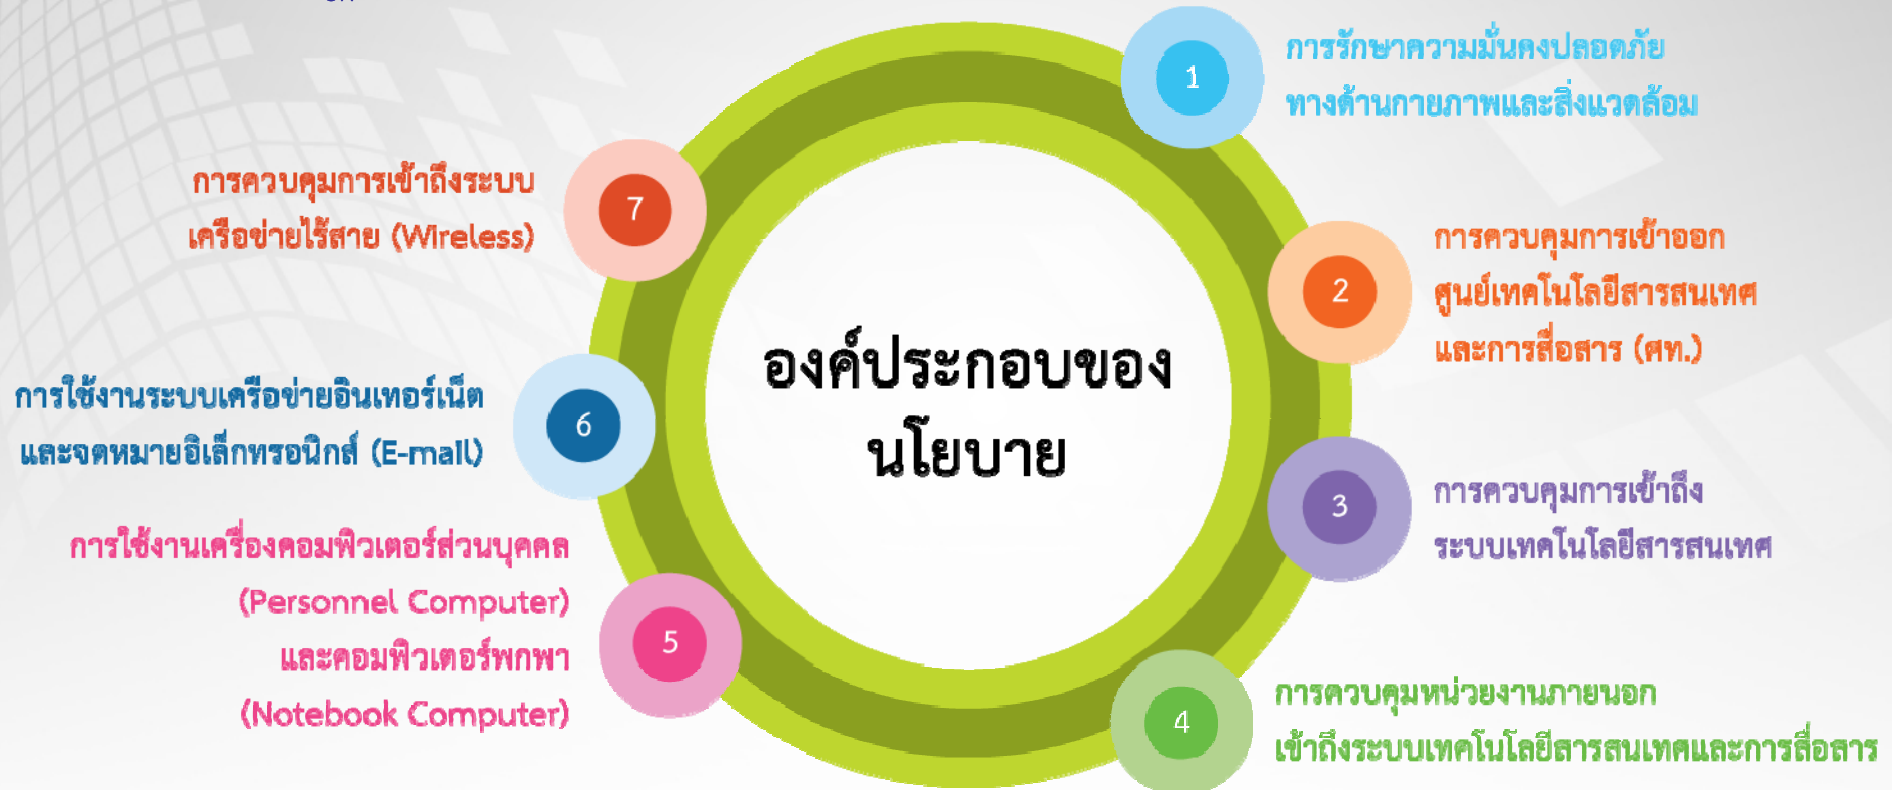 องค์ประกอบของ
นโยบาย
1
การรักษาความมั่นคงปลอดภัย
ทางด้านกายภาพและสิ่งแวดล้อม
2
การควบคุมการเข้าออก
ศูนย์เทคโนโลยีสารสนเทศ
และการสื่อสาร (ศท.)
3
การควบคุมการเข้าถึง
ระบบเทคโนโลยีสารสนเทศ
4
การควบคุมหน่วยงานภายนอก
เข้าถึงระบบเทคโนโลยีสารสนเทศและการสื่อสาร
5
การใช้งานเครื่องคอมพิวเตอร์ส่วนบุคคล
(Personnel Computer)
และคอมพิวเตอร์พกพา
(Notebook Computer)
6
การใช้งานระบบเครือข่ายอินเทอร์เน็ต
และจดหมายอิเล็กทรอนิกส์ (E-mail)
7
การควบคุมการเข้าถึงระบบ
เครือข่ายไร้สาย (Wireless)